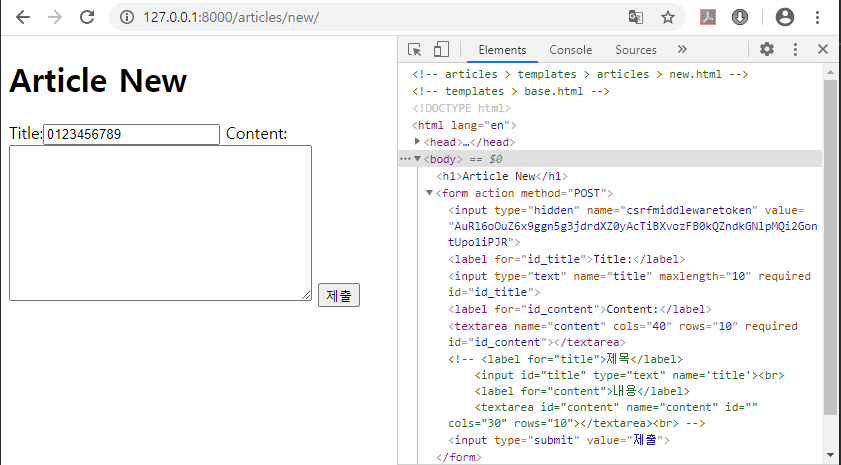 127.0.0.1:8000/articles/new/
Article New
Title: 0123456789 Content:
제출
Elements Console Sources »
<!-- articles > templates > articles > new.html -->
<!-- templates > base.html -->
<!DOCTYPE html>
<html lang="en">
<head>…</head>
<body> == $0
<h1>Article New</h1>
<form action method="POST">
<input type="hidden" name="csrfmiddlewaretoken" value=
"AuRl6oOuZ6x9ggn5g3jdrdXZ0yAcTiBXvozFB0kQZndkGNlpMQi2Gon
tUpo1iPJR">
<label for="id_title">Title:</label>
<input type="text" name="title" maxlength="10" required
id="id_title">
<label for="id_content">Content:</label>
<textarea name="content" cols="40" rows="10" required
id="id_content"></textarea>
<!-- <label for="title">제목</label>
<input id="title" type="text" name='title'><br>
<label for="content">내용</label>
<textarea id="content" name="content" id=""
cols="30" rows="10"></textarea><br> -->
<input type="submit" value="제출">
</form>